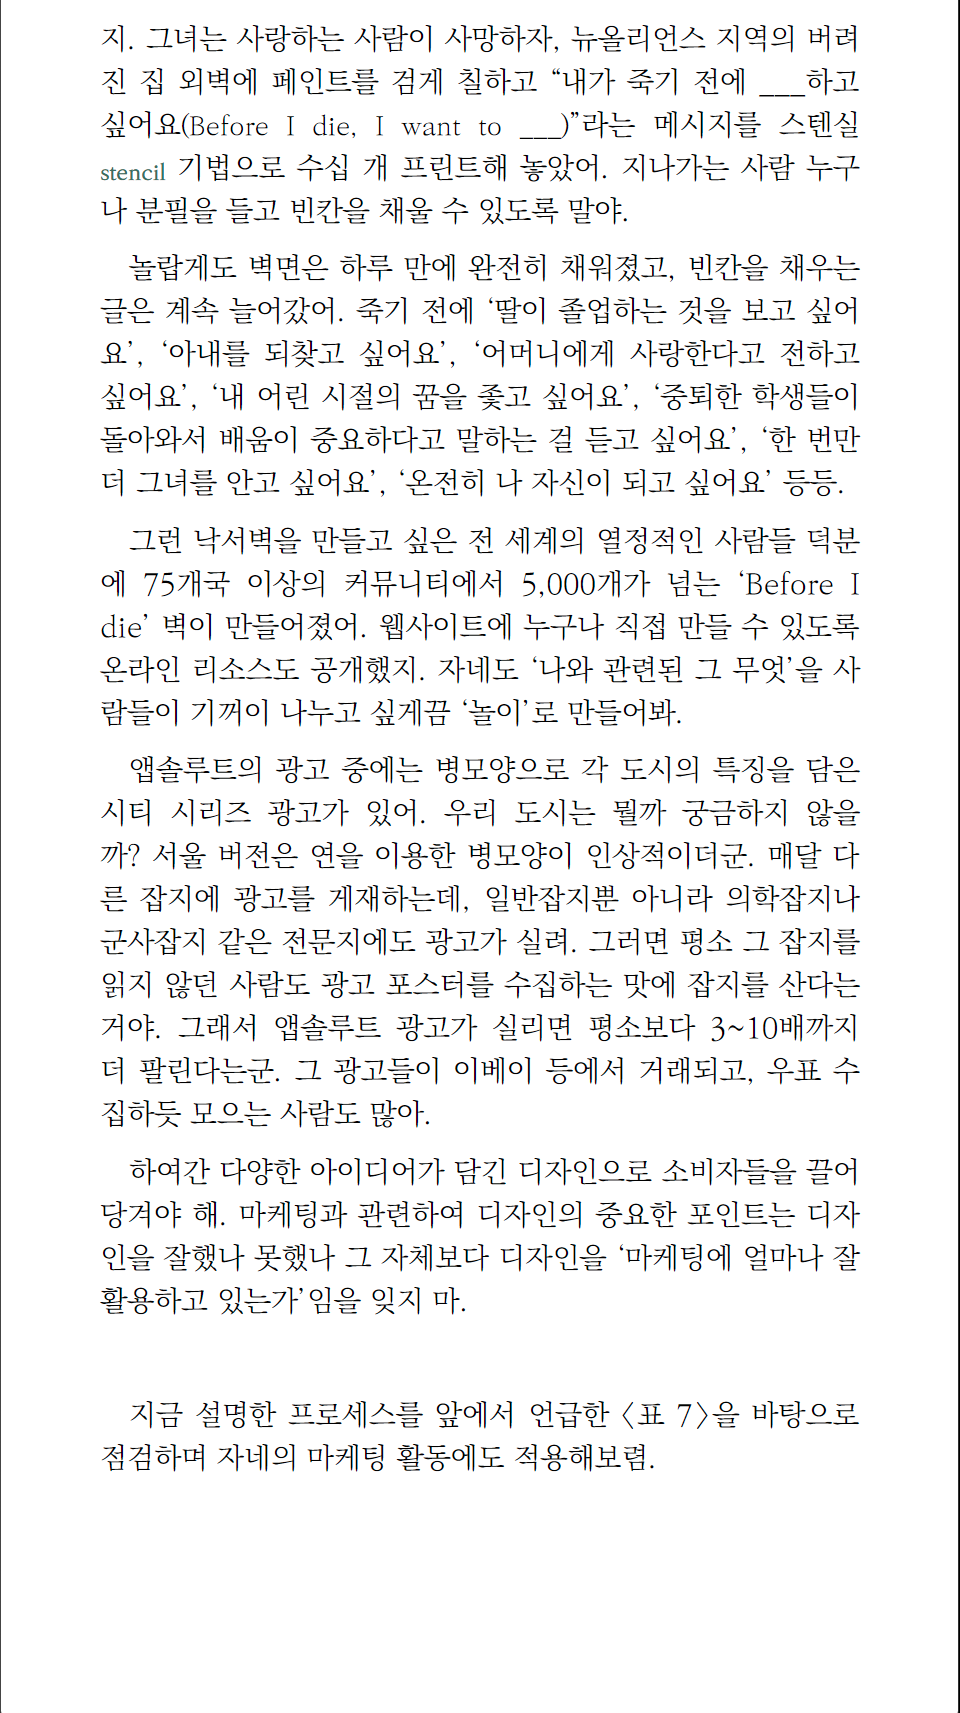 지. 그녀는 사랑하는 사람이 사망하자, 뉴올리언스 지역의 버려
진 집 외벽에 페인트를 검게 칠하고 “내가 죽기 전에 ___하고
싶어요(Before I die, I want to ___)”라는 메시지를 스텐실
stencil 기법으로 수십 개 프린트해 놓았어. 지나가는 사람 누구
나 분필을 들고 빈칸을 채울 수 있도록 말야.
놀랍게도 벽면은 하루 만에 완전히 채워졌고, 빈칸을 채우는
글은 계속 늘어갔어. 죽기 전에 ‘딸이 졸업하는 것을 보고 싶어
요’, ‘아내를 되찾고 싶어요’, ‘어머니에게 사랑한다고 전하고
싶어요’, ‘내 어린 시절의 꿈을 좇고 싶어요’, ‘중퇴한 학생들이
돌아와서 배움이 중요하다고 말하는 걸 듣고 싶어요’, ‘한 번만
더 그녀를 안고 싶어요’, ‘온전히 나 자신이 되고 싶어요’ 등등.
그런 낙서벽을 만들고 싶은 전 세계의 열정적인 사람들 덕분
에 75개국 이상의 커뮤니티에서 5,000개가 넘는 ‘Before I
die’ 벽이 만들어졌어. 웹사이트에 누구나 직접 만들 수 있도록
온라인 리소스도 공개했지. 자네도 ‘나와 관련된 그 무엇’을 사
람들이 기꺼이 나누고 싶게끔 ‘놀이’로 만들어봐.
앱솔루트의 광고 중에는 병모양으로 각 도시의 특징을 담은
시티 시리즈 광고가 있어. 우리 도시는 뭘까 궁금하지 않을
까? 서울 버전은 연을 이용한 병모양이 인상적이더군. 매달 다
른 잡지에 광고를 게재하는데, 일반잡지뿐 아니라 의학잡지나
군사잡지 같은 전문지에도 광고가 실려. 그러면 평소 그 잡지를
읽지 않던 사람도 광고 포스터를 수집하는 맛에 잡지를 산다는
거야. 그래서 앱솔루트 광고가 실리면 평소보다 3~10배까지
더 팔린다는군. 그 광고들이 이베이 등에서 거래되고, 우표 수
집하듯 모으는 사람도 많아.
하여간 다양한 아이디어가 담긴 디자인으로 소비자들을 끌어
당겨야 해. 마케팅과 관련하여 디자인의 중요한 포인트는 디자
인을 잘했나 못했나 그 자체보다 디자인을 ‘마케팅에 얼마나 잘
활용하고 있는가’임을 잊지 마.
지금 설명한 프로세스를 앞에서 언급한 〈표 7〉을 바탕으로
점검하며 자네의 마케팅 활동에도 적용해보렴.